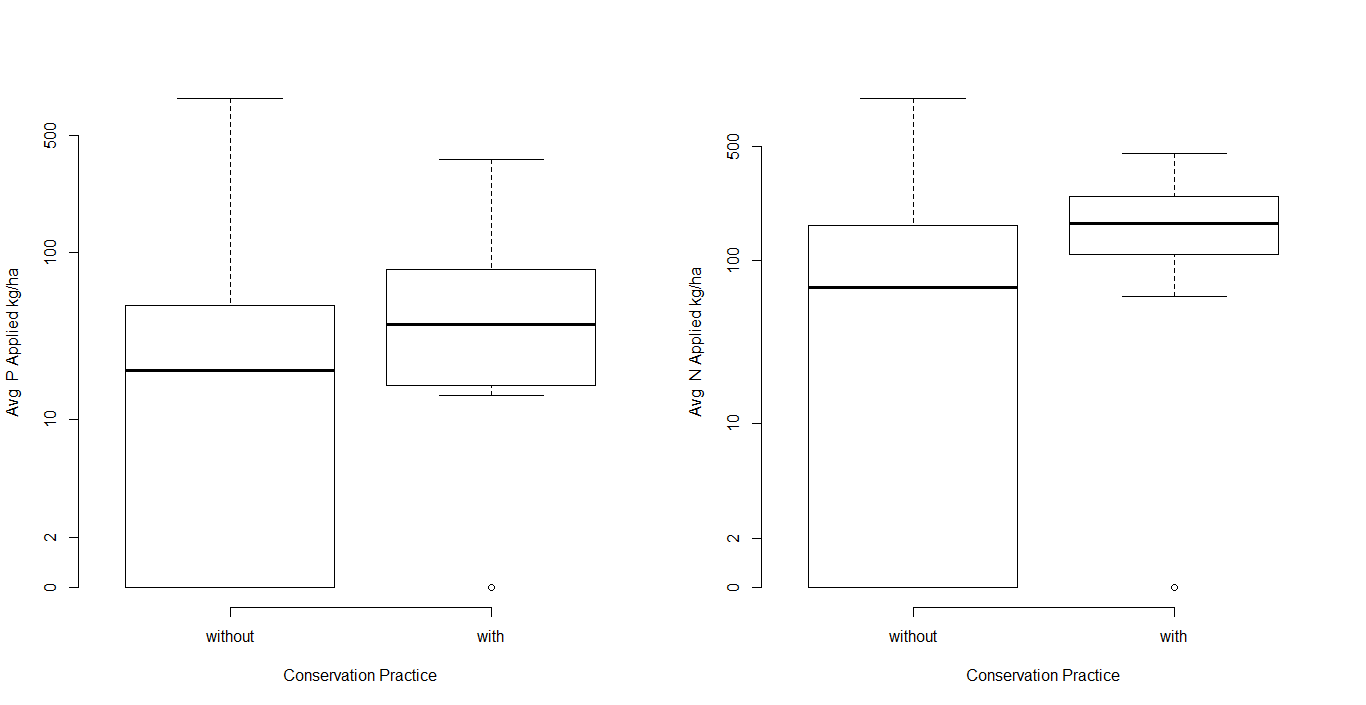 Avg P Applied kg/ha
500
100
10
2
0
without
with
Conservation Practice
Avg N Applied kg/ha
500
100
10
2
0
without
with
Conservation Practice